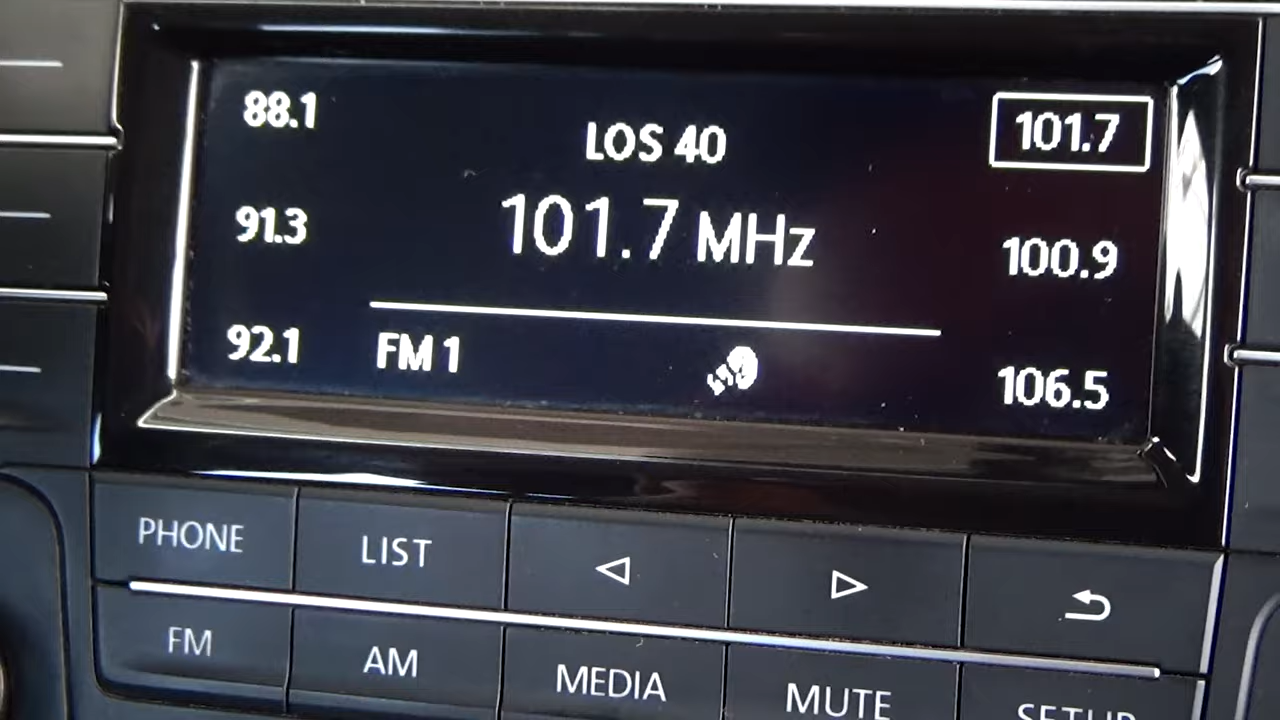 88.1
LOS 40
101.7
101.7 MHz
91.3
100.9
92.1
FM 1
106.5
PHONE
LIST
FM
AM
MEDIA
MUTE
SETUP